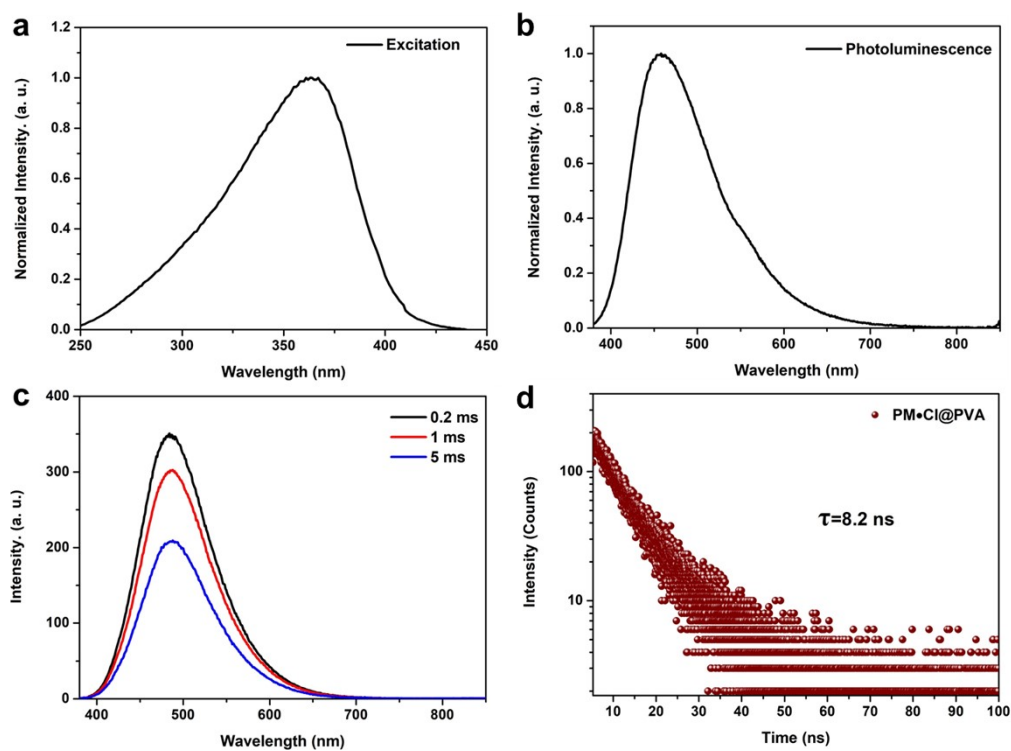 a
Excitation
1.2
1.0
0.8
0.6
0.4
0.2
0.0
Normalized Intensity. (a. u.)
250 300 350 400 450
Wavelength (nm)
b
Photoluminescence
1.0
0.8
0.6
0.4
0.2
0.0
Normalized Intensity. (a. u.)
400 500 600 700 800
Wavelength (nm)
c
0.2 ms
1 ms
5 ms
400
300
200
100
0
Intensity. (a. u.)
400 500 600 700 800
Wavelength (nm)
d
PM•Cl@PVA
τ=8.2 ns
100
10
Intensity (Counts)
10 20 30 40 50 60 70 80 90 100
Time (ns)